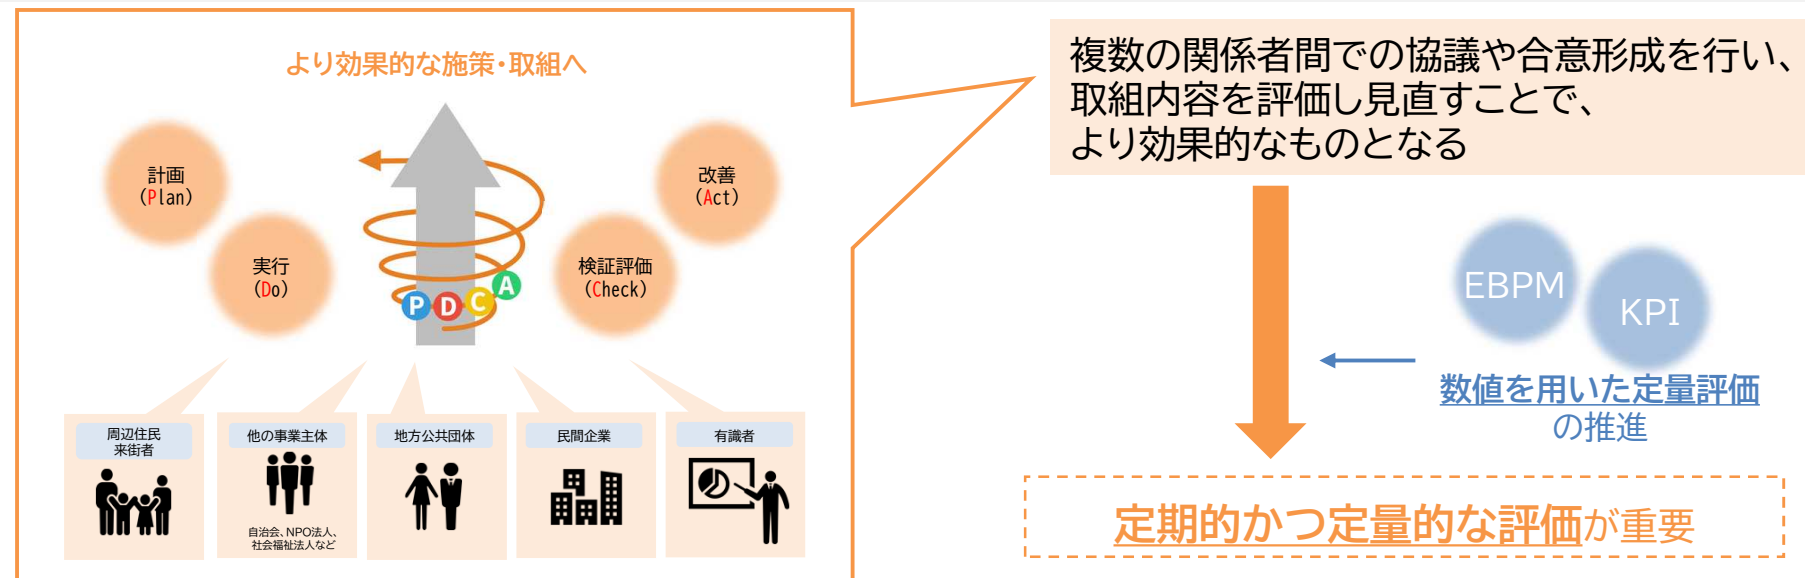 より効果的な施策・取組へ
計画
（Plan）
実行
（Do）
改善
（Act）
検証評価
（Check）
P D C A
周辺住民
来街者
他の事業主体
自治会、NPO法人、
社会福祉法人など
地方公共団体
民間企業
有識者
複数の関係者間での協議や合意形成を行い、
取組内容を評価し見直すことで、
より効果的なものとなる
EBPM
KPI
数値を用いた定量評価
の推進
定期的かつ定量的な評価が重要